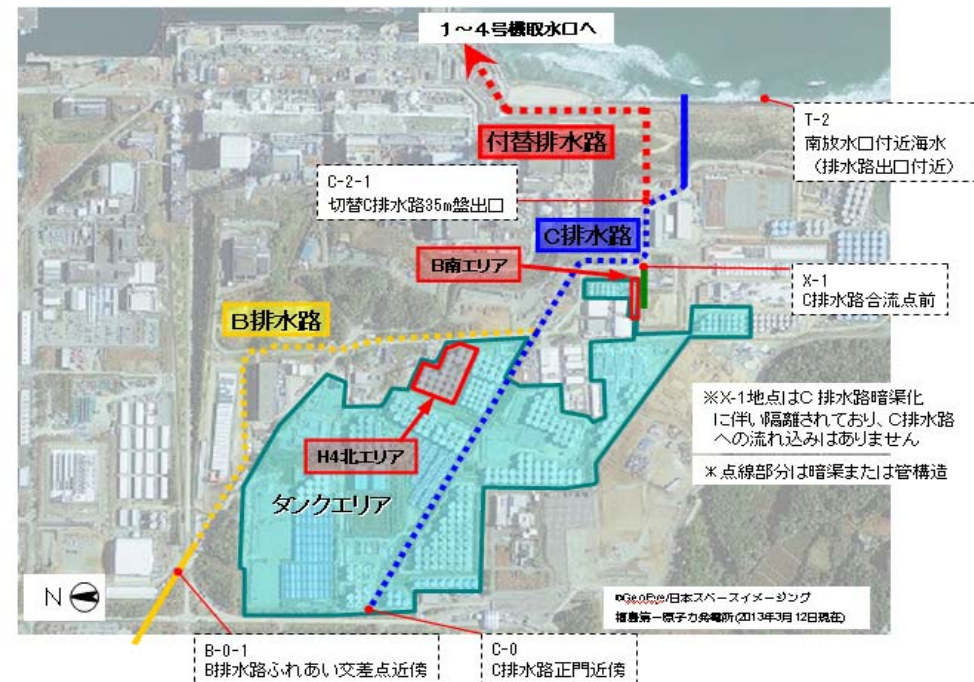 1～4号機取水口へ
T-2
南放水口付近海水
（排水路出口付近）
付替排水路
C-2-1
切替C排水路35m盤出口
C排水路
B南エリア
X-1
C排水路合流点前
B排水路
※X-1地点はC排水路暗渠化
に伴い隔離されており、C排水路
への流れ込みはありません
H4北エリア
＊点線部分は暗渠または管構造
タンクエリア
N
©GeoEye/日本スペースイメージング
福島第一原子力発電所(2013年3月12日現在)
B-0-1
B排水路ふれあい交差点近傍
C-0
C排水路正門近傍